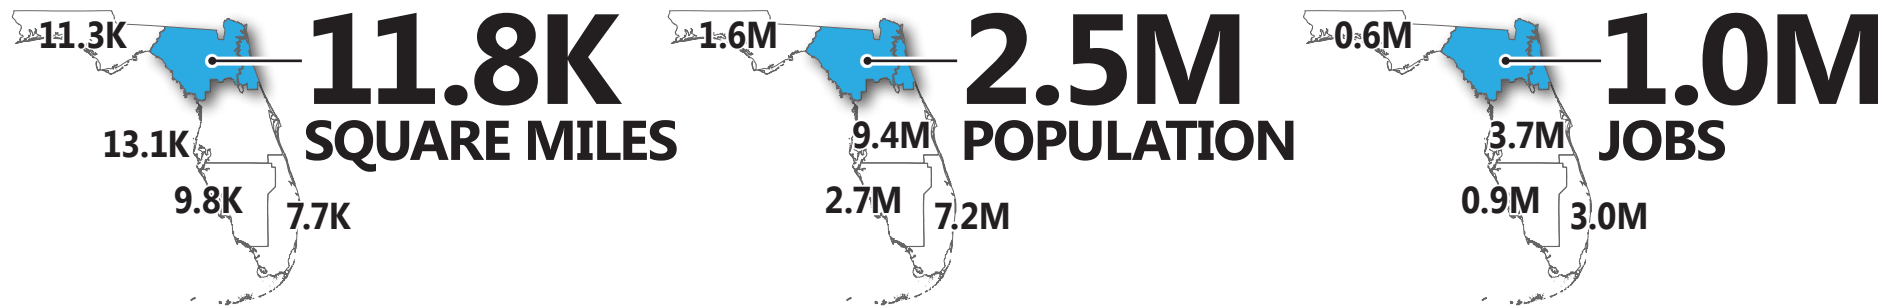 11.3K
11.8K
SQUARE MILES
13.1K
9.8K
7.7K
1.6M
2.5M
POPULATION
9.4M
2.7M
7.2M
0.6M
1.0M
JOBS
3.7M
0.9M
3.0M